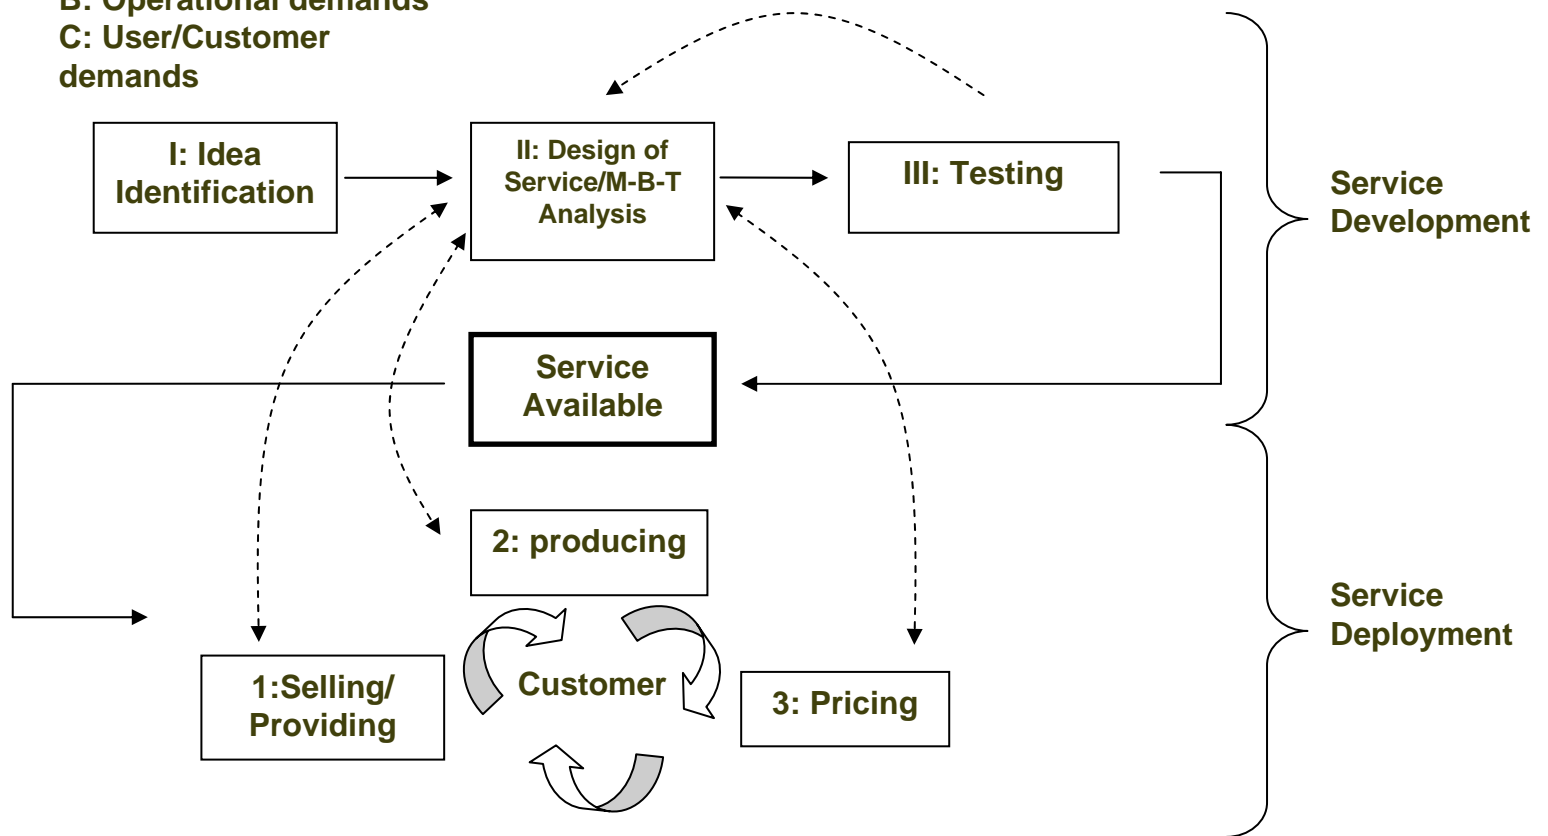 B: Operational demands
C: User/Customer
demands
I: Idea
Identification
II: Design of
Service/M-B-T
Analysis
III: Testing
Service
Development
Service
Available
2: producing
Service
Deployment
1:Selling/
Providing
Customer
3: Pricing